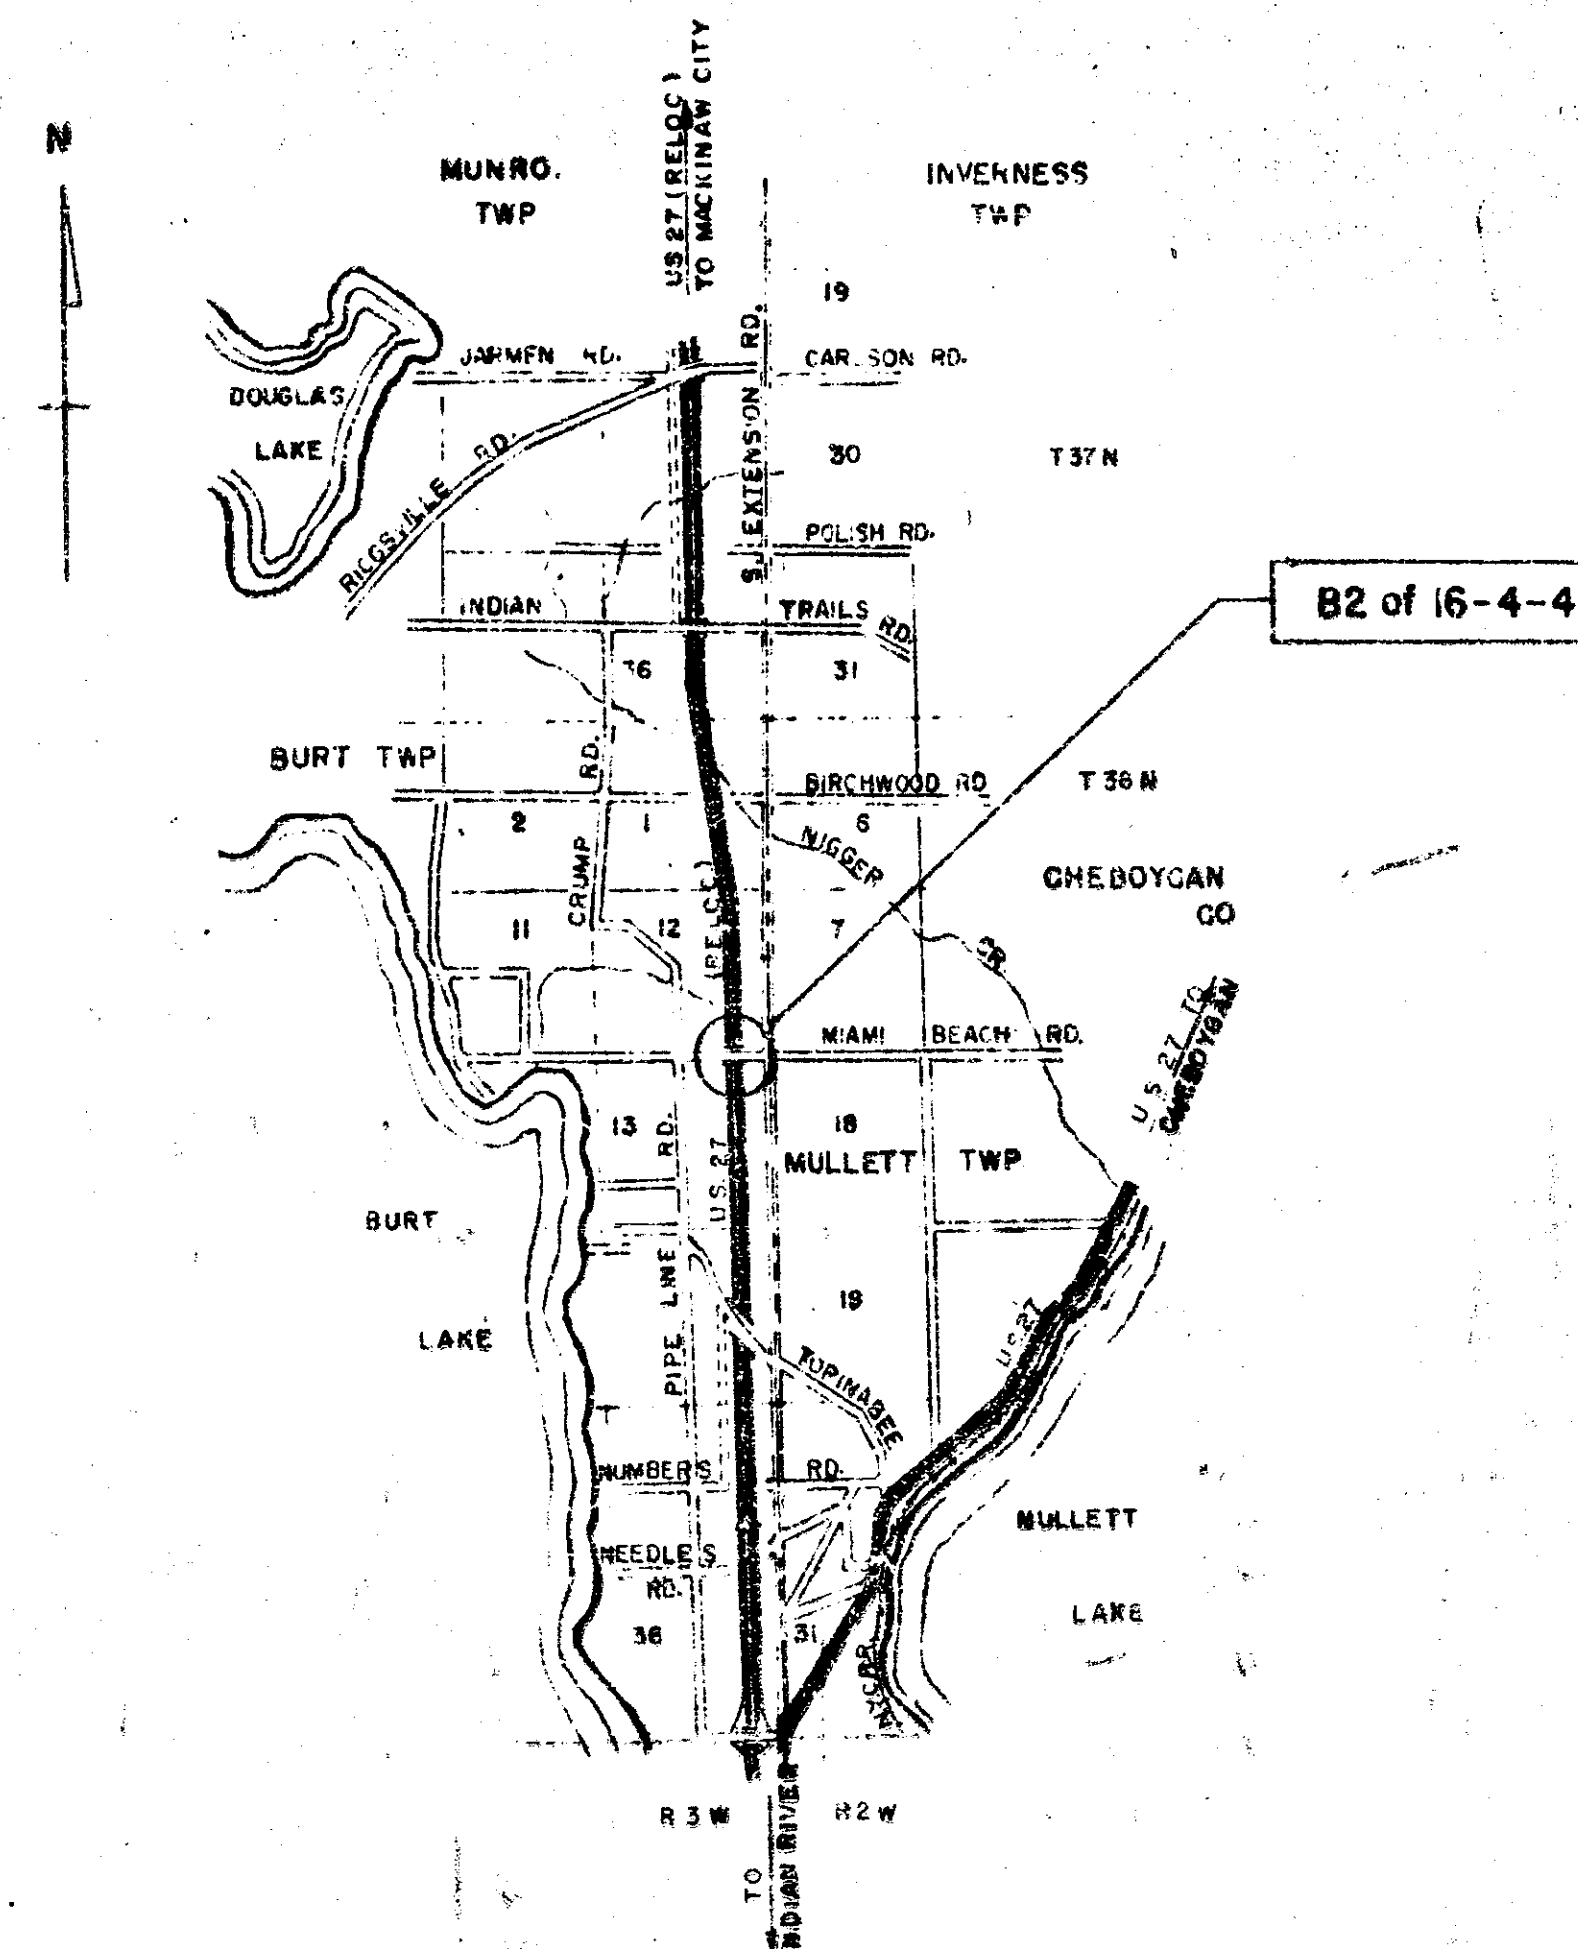 N
US 27 (RELOC)
TO MACKINAW CITY
MUNRO.
TWP
INVERNESS
TWP
19
JARMEN RD.
S. EXTENSION RD.
CARLSON RD.
DOUGLAS
LAKE
RIGGSVILLE RD.
30
T 37 N
POLISH RD.
B2 of 16-4-4
INDIAN TRAILS RD.
36
31
BURT TWP
CRUMP RD.
BIRCHWOOD RD
T 36 N
2
1
6
NIGGER CR.
CHEBOYGAN
CO
11
12
7
(RELOC)
US 27
MIAMI BEACH RD.
US 27 TO
CHEBOYGAN
13
18
MULLETT TWP
BURT
LAKE
PIPE LINE RD.
19
US 27
TOPINABEE
NUMBERS RD.
MULLETT
LAKE
NEEDLES
RD.
36
31
NYCRR
R 3 W
R 2 W
TO
INDIAN RIVER